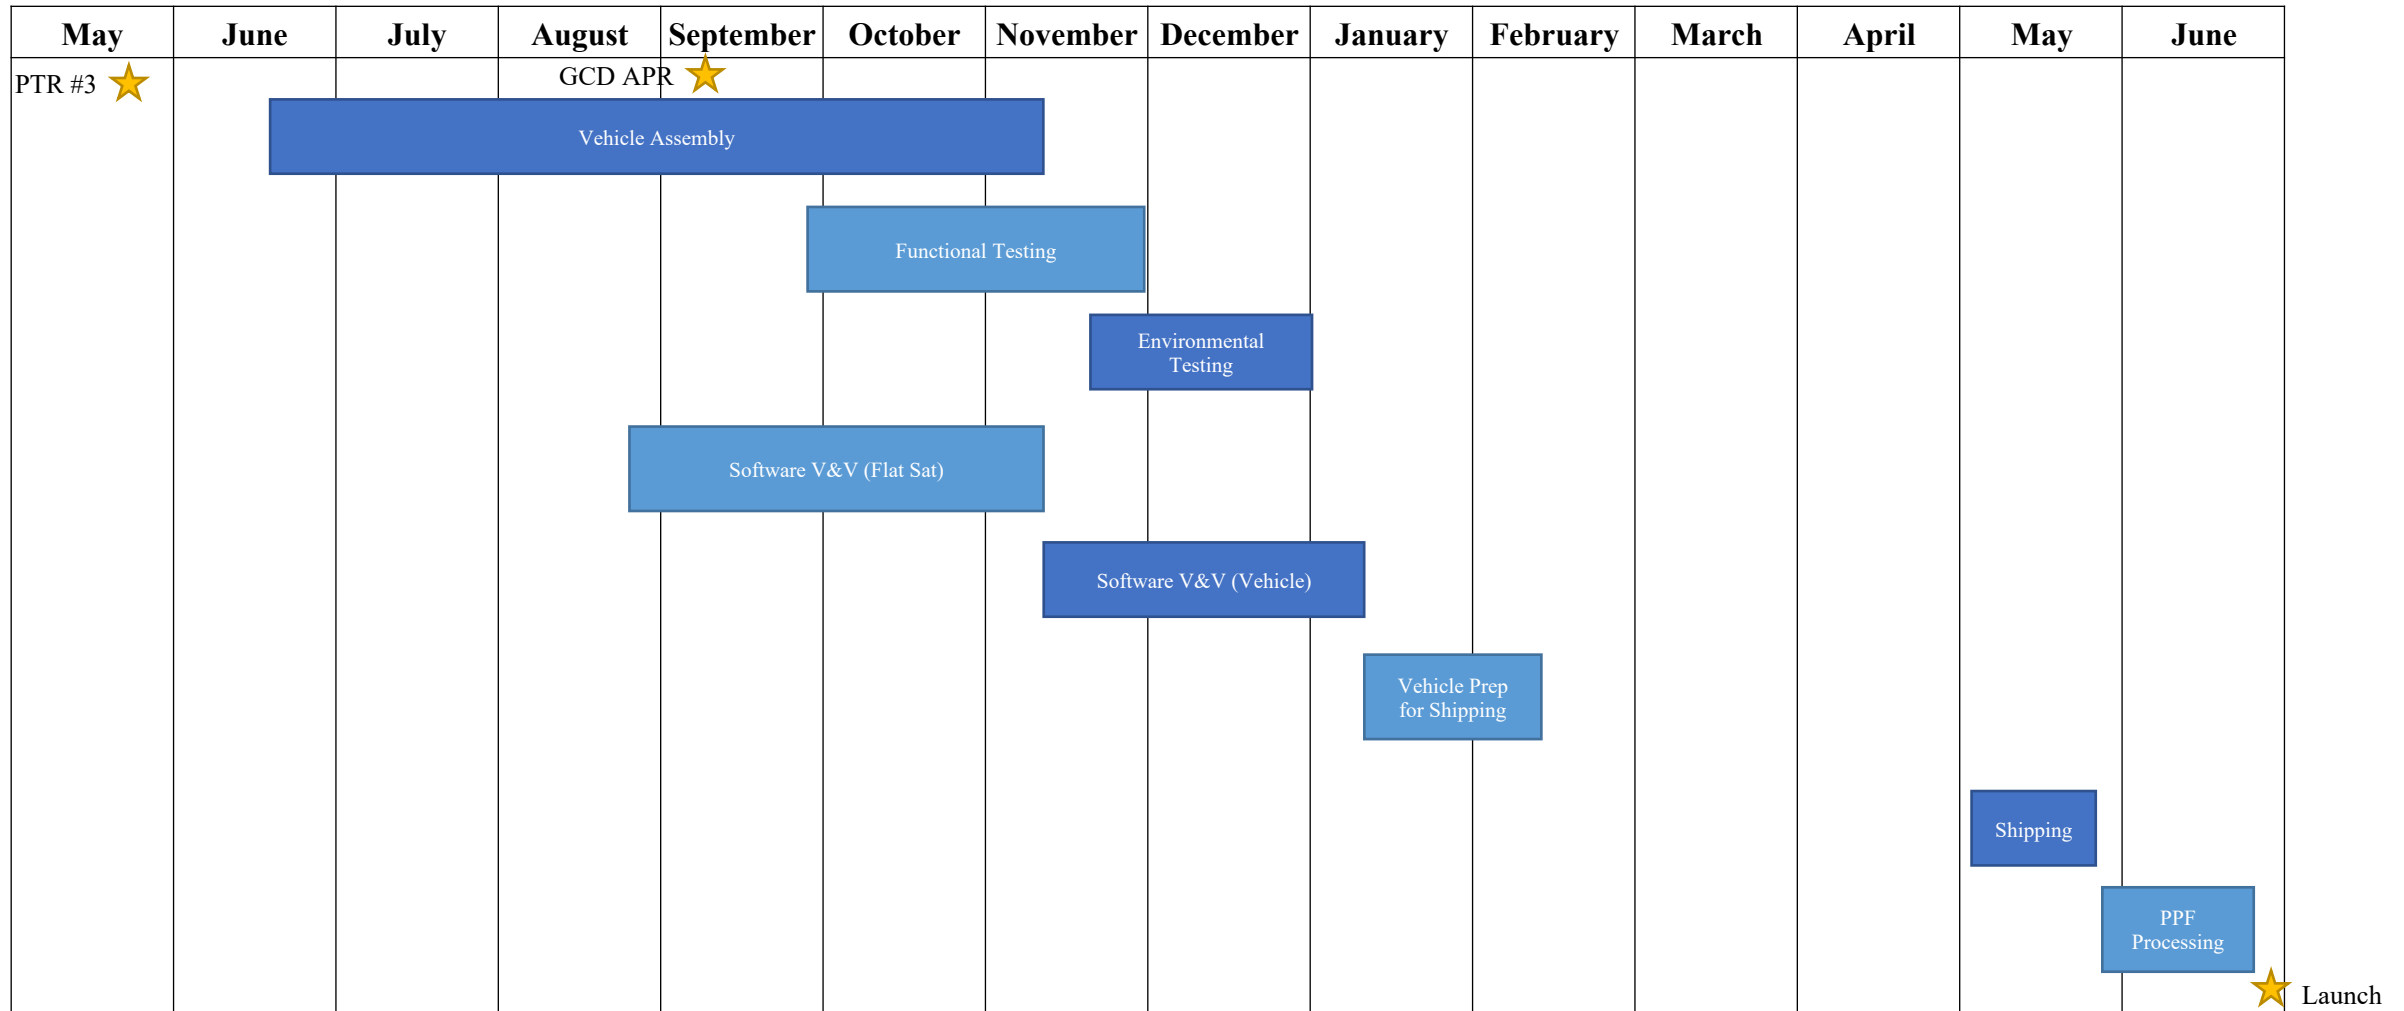 May June July August September October November December January February March April May June
PTR #3
GCD APR
Vehicle Assembly
Functional Testing
Environmental
Testing
Software V&V (Flat Sat)
Software V&V (Vehicle)
Vehicle Prep
for Shipping
Shipping
PPF
Processing
Launch